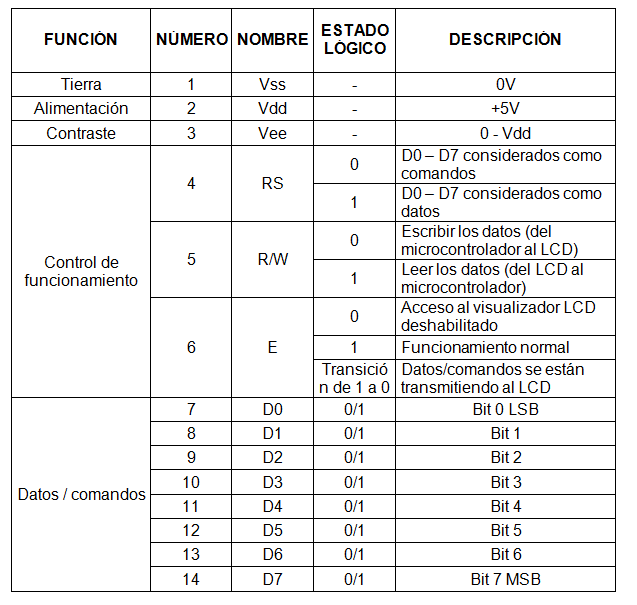 FUNCIÓN NÚMERO NOMBRE ESTADO LÓGICO DESCRIPCIÓN
Tierra 1 Vss - 0V
Alimentación 2 Vdd - +5V
Contraste 3 Vee - 0 - Vdd
Control de
funcionamiento
4 RS
0 D0 – D7 considerados como
comandos
1 D0 – D7 considerados como
datos
5 R/W
0 Escribir los datos (del
microcontrolador al LCD)
1 Leer los datos (del LCD al
microcontrolador)
6 E
0 Acceso al visualizador LCD
deshabilitado
1 Funcionamiento normal
Transició
n de 1 a 0
Datos/comandos se están
transmitiendo al LCD
Datos / comandos
7 D0 0/1 Bit 0 LSB
8 D1 0/1 Bit 1
9 D2 0/1 Bit 2
10 D3 0/1 Bit 3
11 D4 0/1 Bit 4
12 D5 0/1 Bit 5
13 D6 0/1 Bit 6
14 D7 0/1 Bit 7 MSB